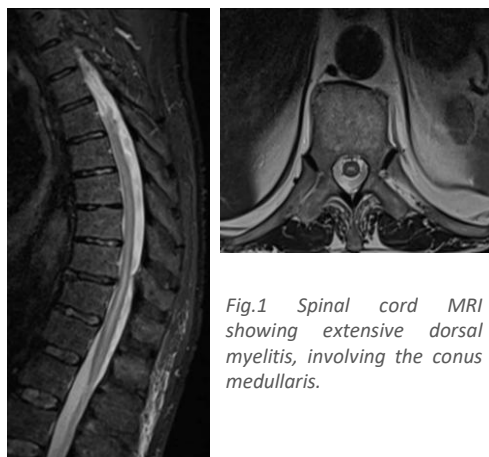 Fig.1 Spinal cord MRI
showing extensive dorsal
myelitis, involving the conus
medullaris.